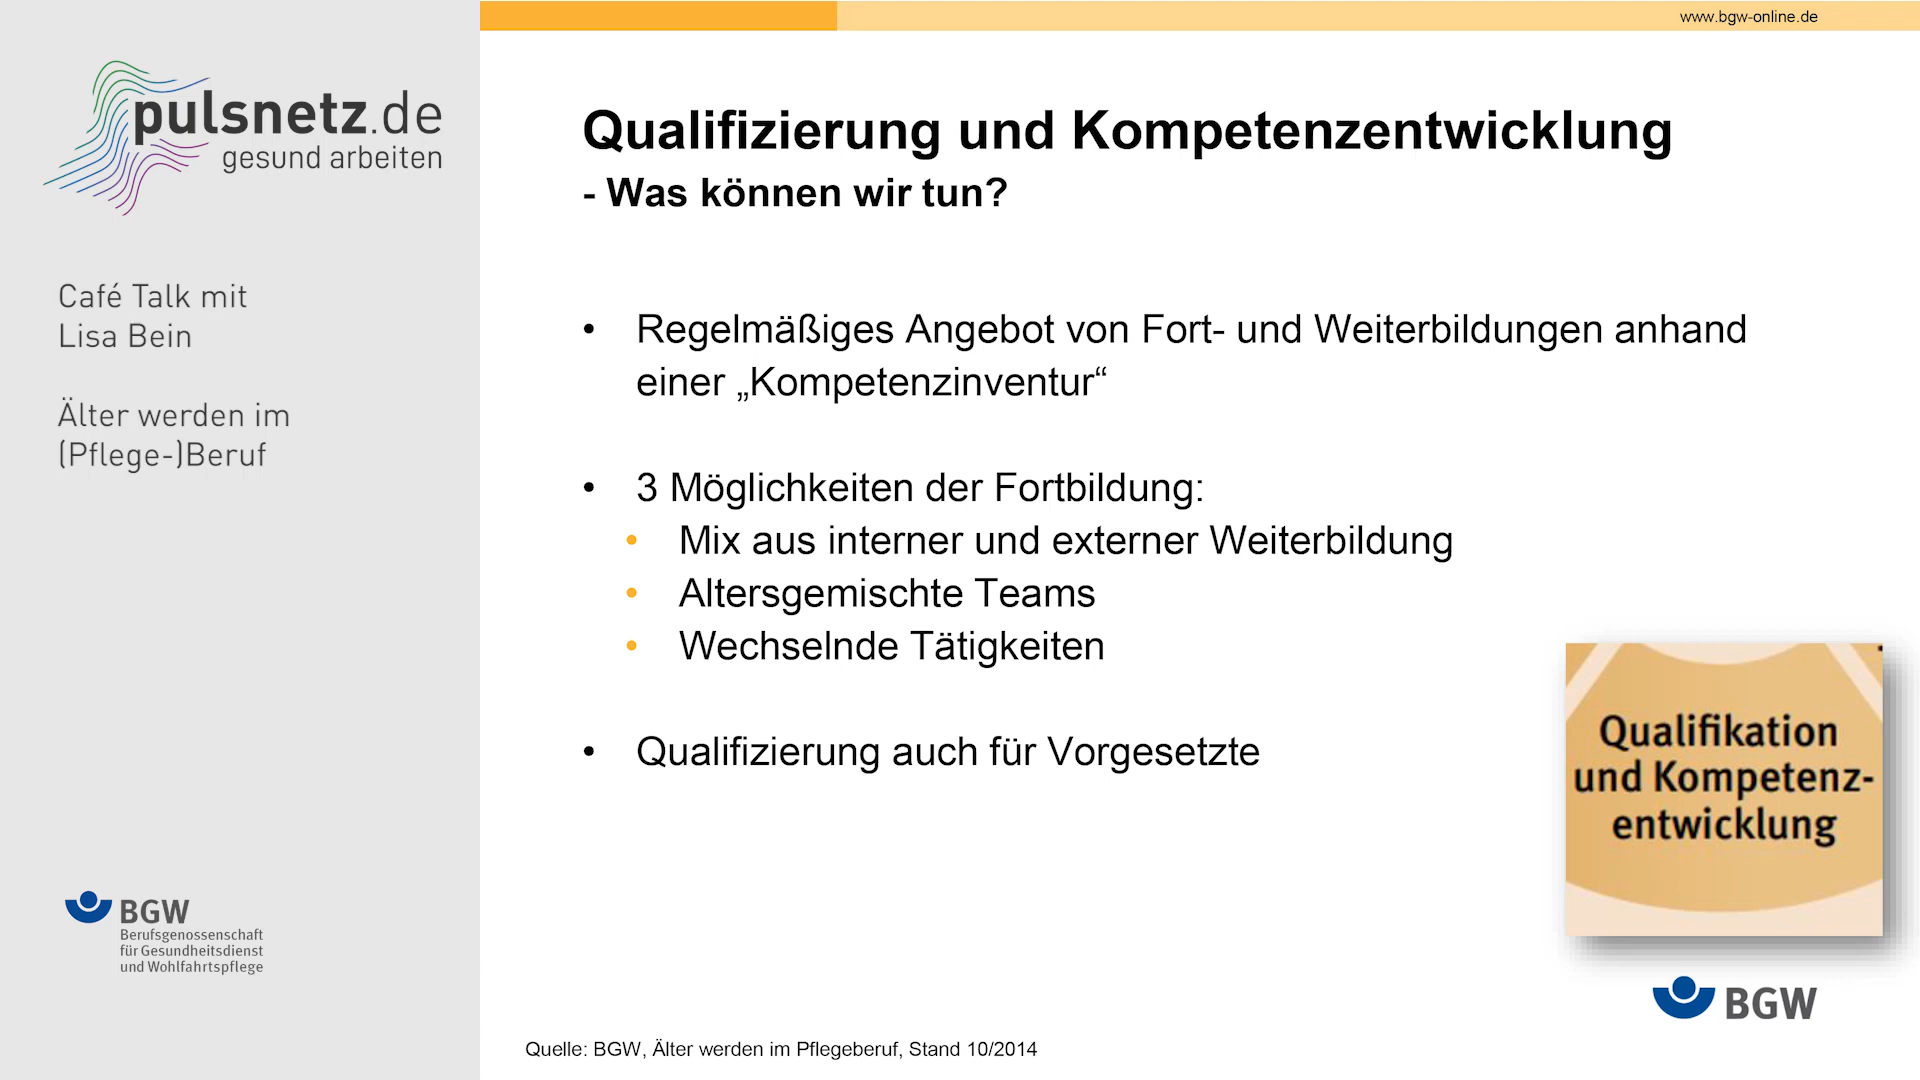 www.bgw-online.de
pulsnetz.de
gesund arbeiten
Café Talk mit
Lisa Bein
Älter werden im
(Pflege-)Beruf
BGW
Berufsgenossenschaft
für Gesundheitsdienst
und Wohlfahrtspflege
Qualifizierung und Kompetenzentwicklung
- Was können wir tun?
• Regelmäßiges Angebot von Fort- und Weiterbildungen anhand
einer „Kompetenzinventur“
• 3 Möglichkeiten der Fortbildung:
• Mix aus interner und externer Weiterbildung
• Altersgemischte Teams
• Wechselnde Tätigkeiten
• Qualifizierung auch für Vorgesetzte
Qualifikation
und Kompetenz-
entwicklung
BGW
Quelle: BGW, Älter werden im Pflegeberuf, Stand 10/2014